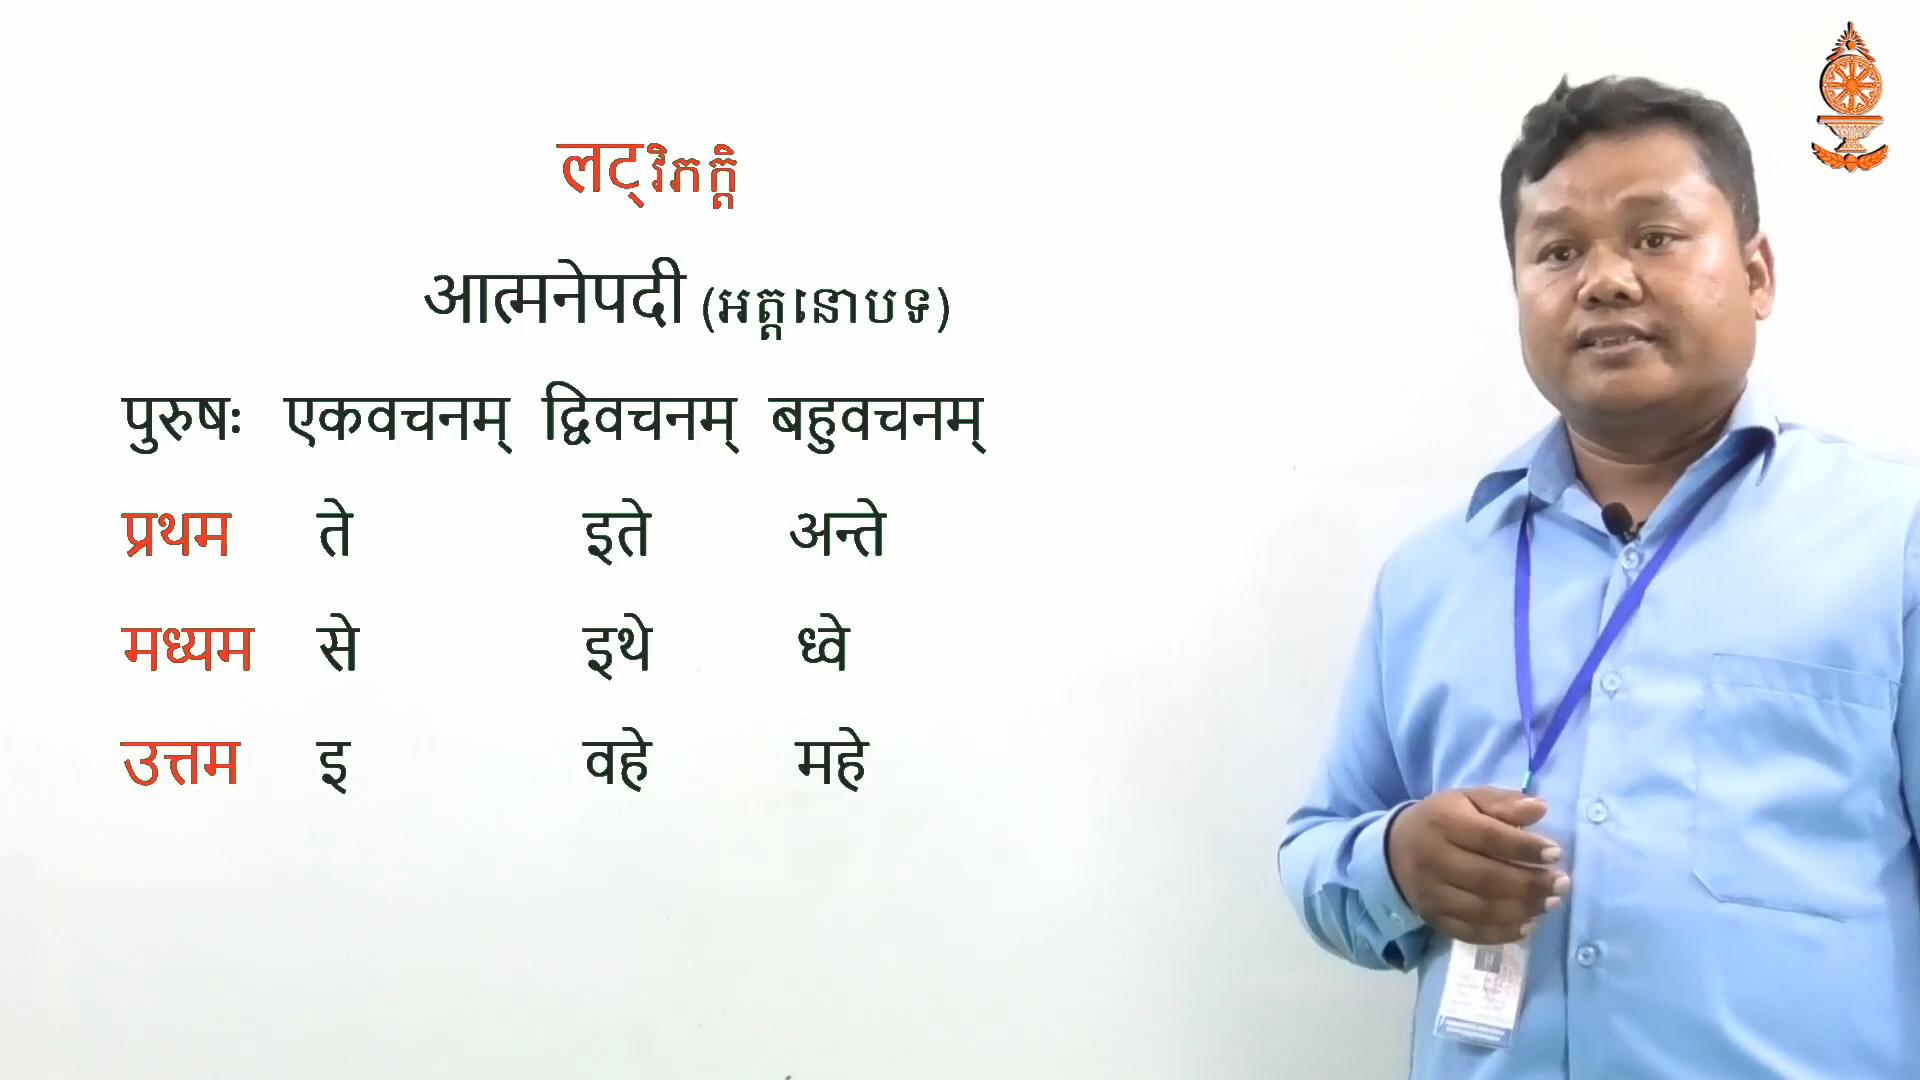 लट्វិភក្តិ
आत्मनेपदी (អត្តនោបទ)
पुरुषः एकवचनम् द्विवचनम् बहुवचनम्
प्रथम ते इते अन्ते
मध्यम से इथे ध्वे
उत्तम इ वहे महे